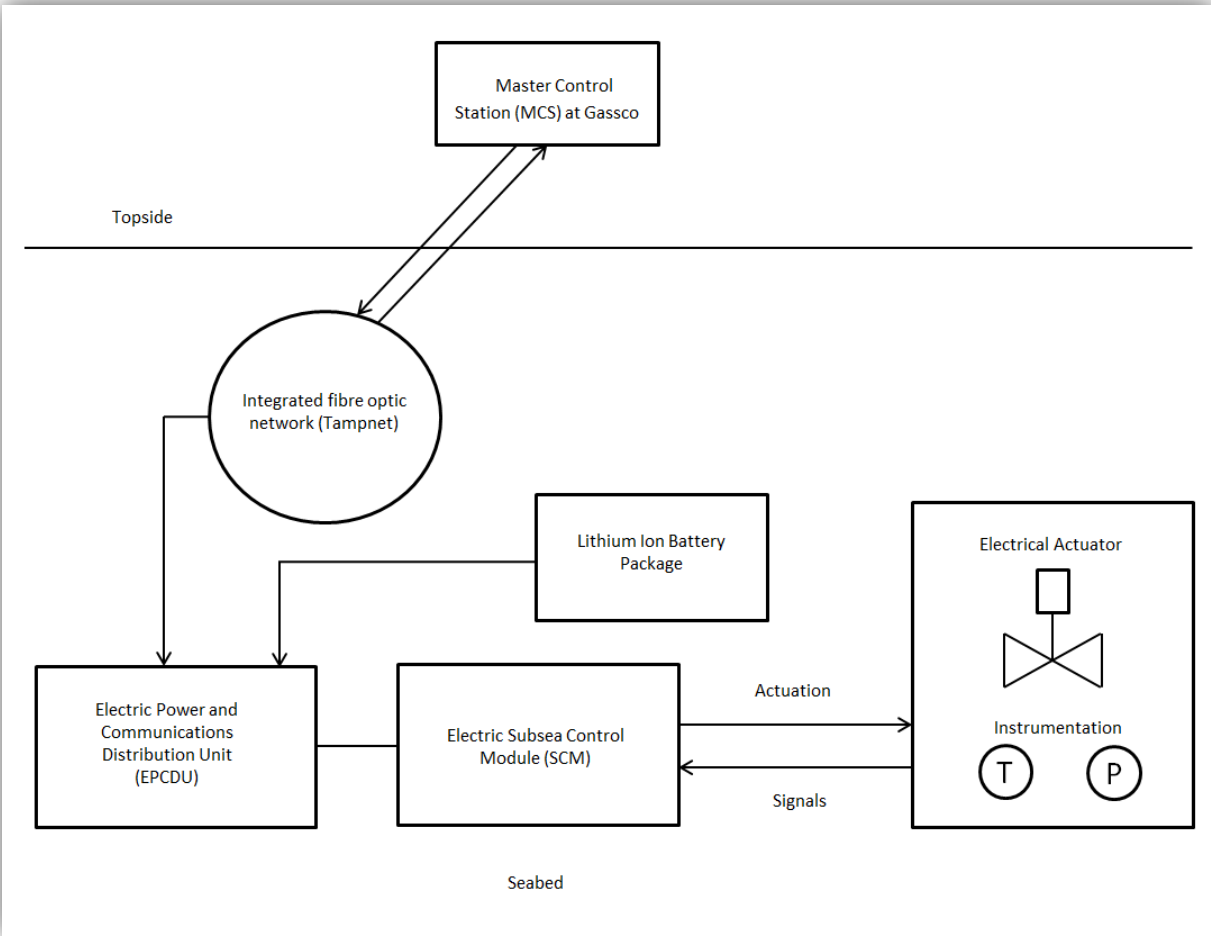 Master Control
Station (MCS) at Gassco
Topside
Integrated fibre optic
network (Tampnet)
Lithium Ion Battery
Package
Electrical Actuator
Electric Power and
Communications
Distribution Unit
(EPCDU)
Electric Subsea Control
Module (SCM)
Actuation
Signals
Instrumentation
T
P
Seabed